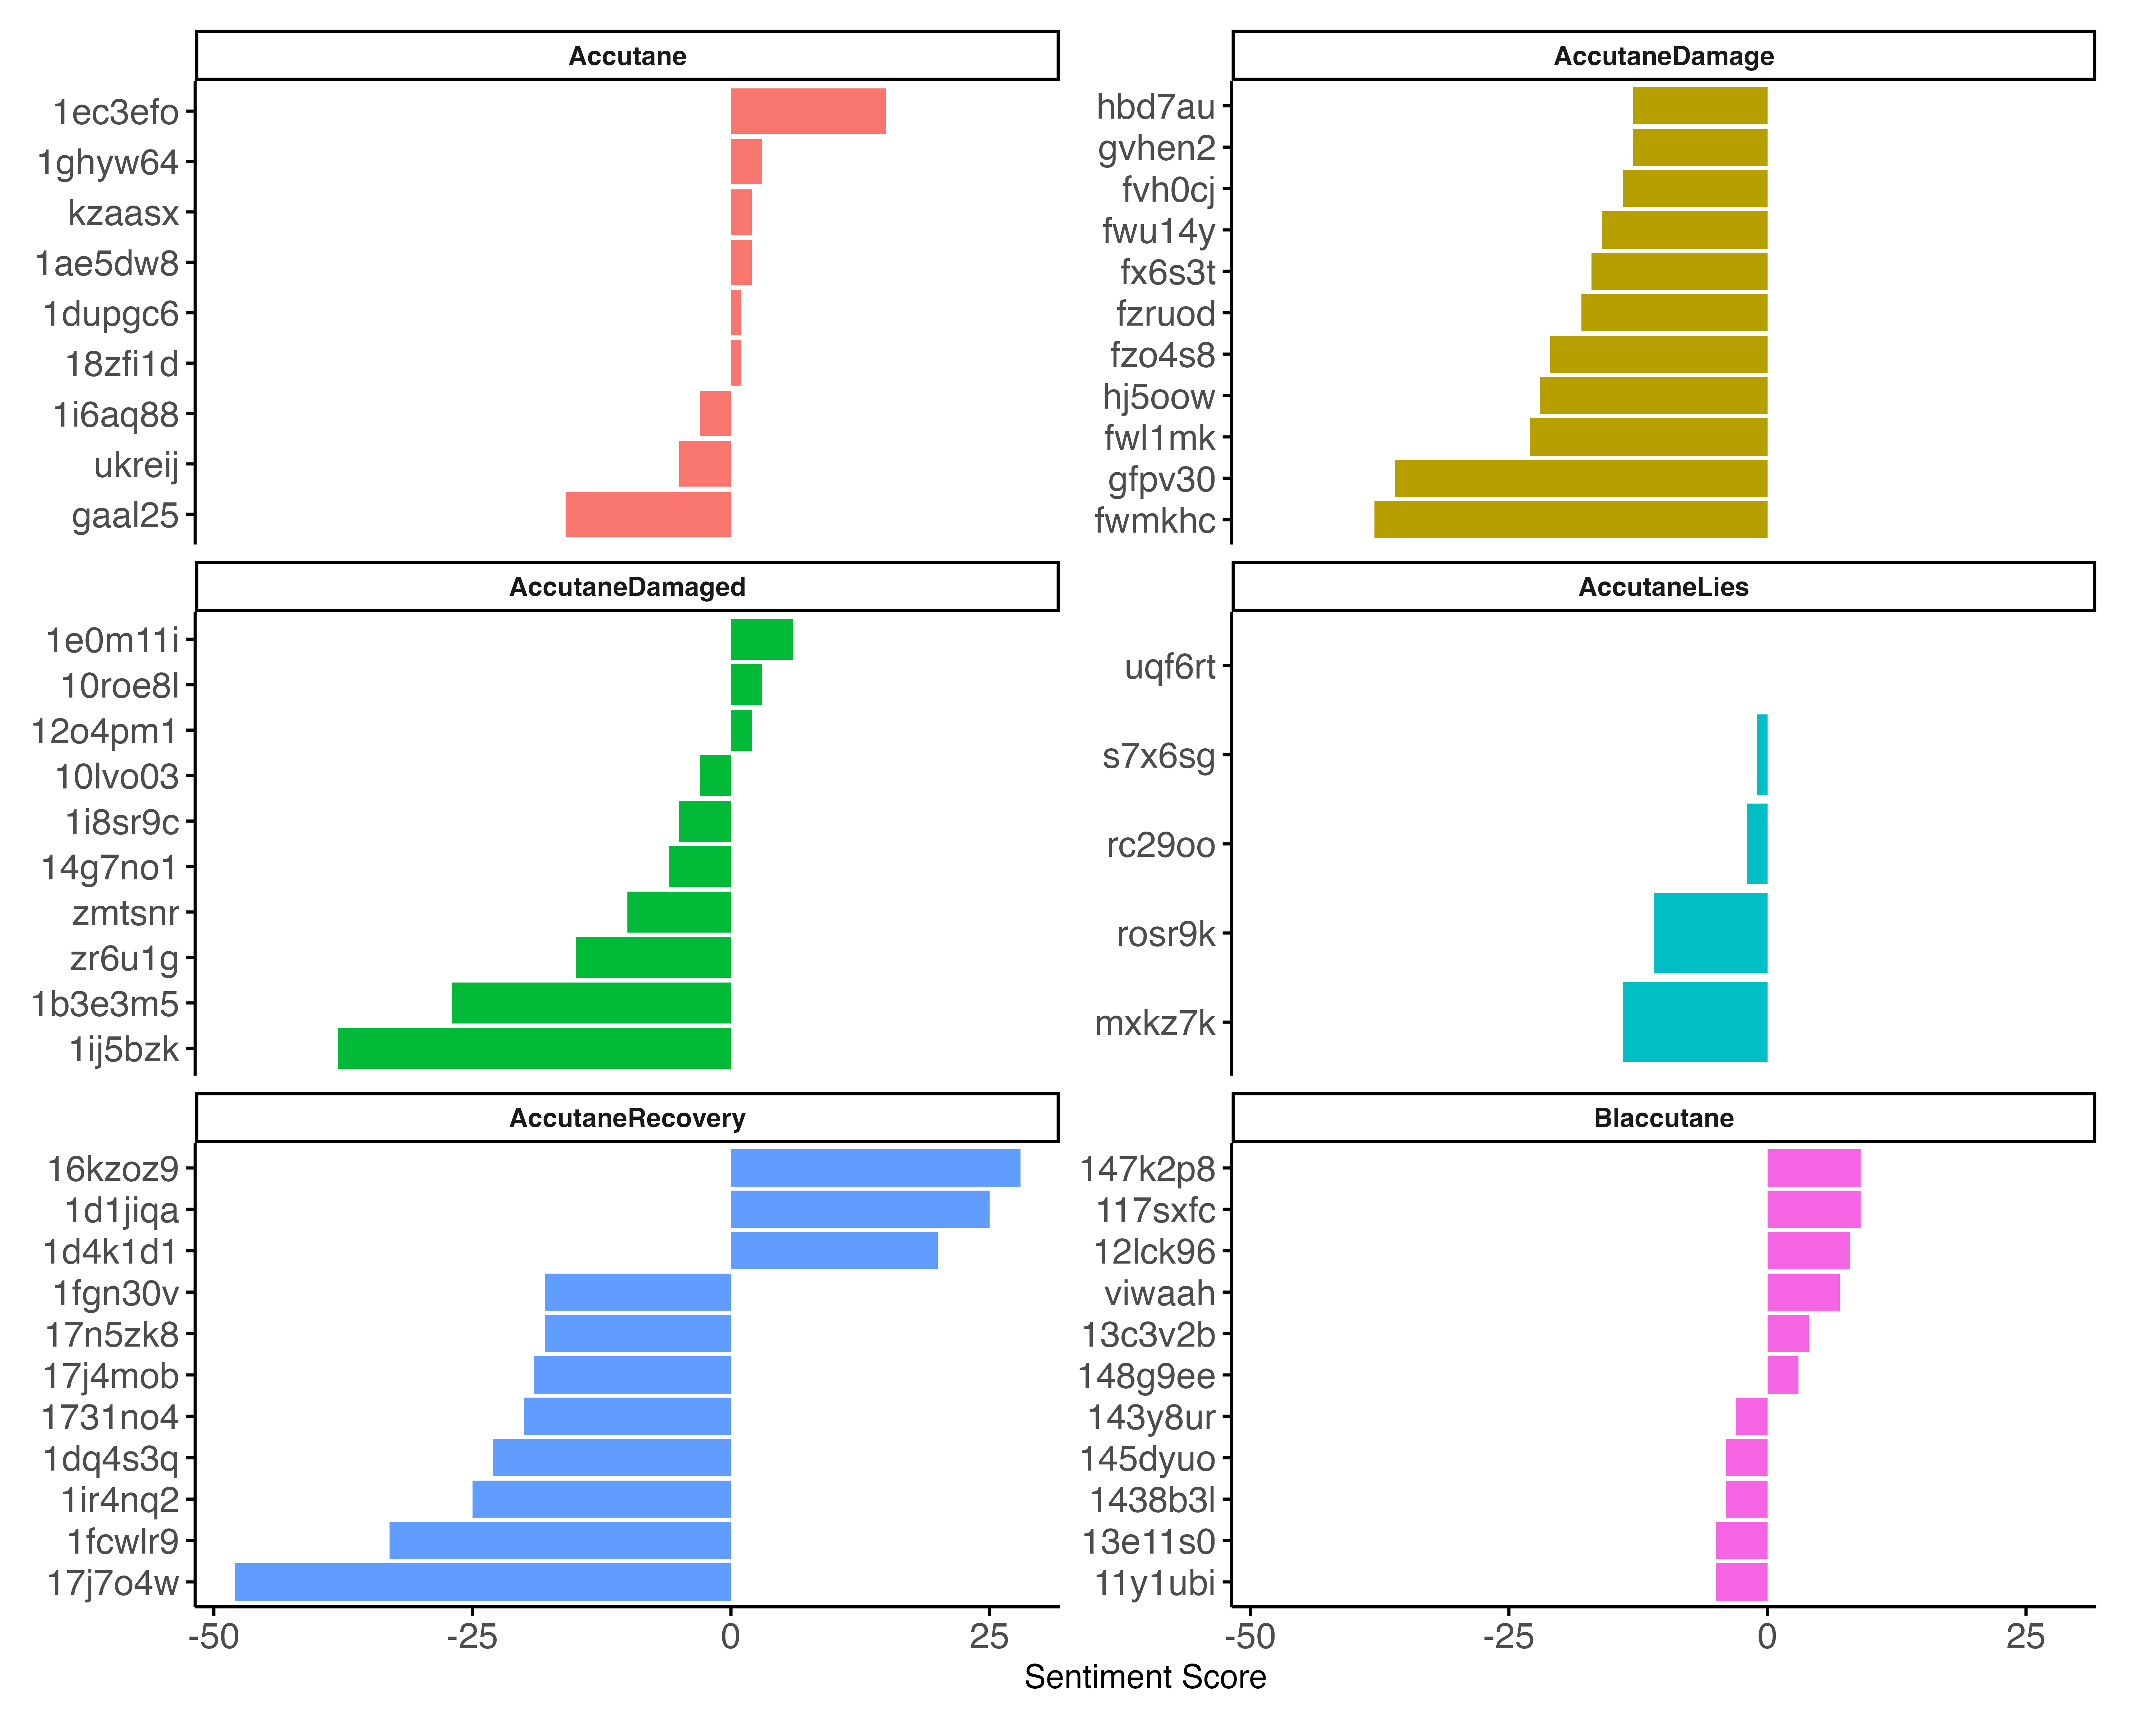 Accutane
1ec3efo
1ghyw64
kzaasx
1ae5dw8
1dupgc6
18zfi1d
1i6aq88
ukreij
gaal25
AccutaneDamage
hbd7au
gvhen2
fvh0cj
fwu14y
fx6s3t
fzruod
fzo4s8
hj5oow
fwl1mk
gfpv30
fwmkhc
AccutaneDamaged
1e0m11i
10roe8l
12o4pm1
10lvo03
1i8sr9c
14g7no1
zmtsnr
zr6u1g
1b3e3m5
1ij5bzk
AccutaneLies
uqf6rt
s7x6sg
rc29oo
rosr9k
mxkz7k
AccutaneRecovery
16kzoz9
1d1jiqa
1d4k1d1
1fgn30v
17n5zk8
17j4mob
1731no4
1dq4s3q
1ir4nq2
1fcwlr9
17j7o4w
-50 -25 0 25
Blaccutane
147k2p8
117sxfc
12lck96
viwaah
13c3v2b
148g9ee
143y8ur
145dyuo
1438b3l
13e11s0
11y1ubi
-50 -25 0 25
Sentiment Score